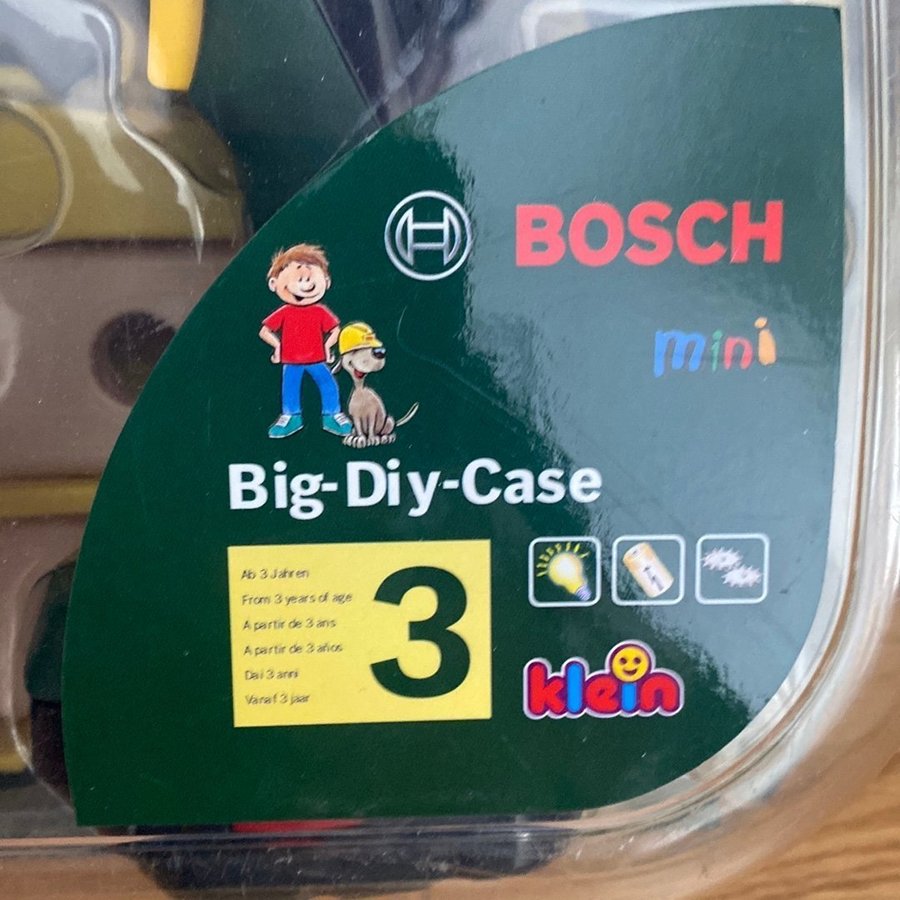 BOSCH
mini
Big-Diy-Case
Ab 3 Jahren
From 3 years of age
A partir de 3 ans
A partir de 3 años
Dai 3 anni
Vanaf 3 jaar
3
klein